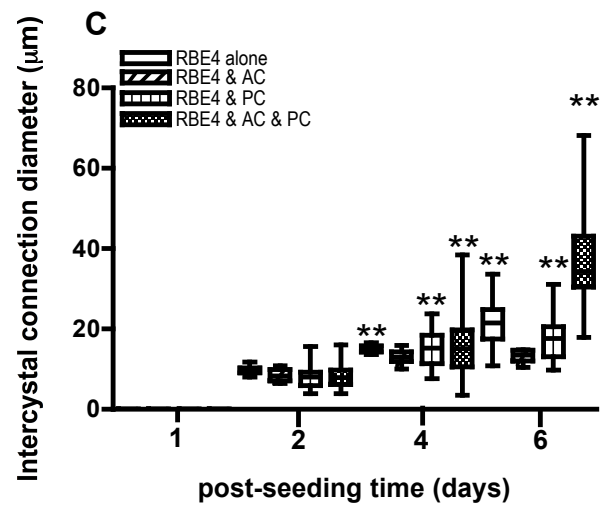 C
Intercystal connection diameter (µm)
RBE4 alone
RBE4 & AC
RBE4 & PC
RBE4 & AC & PC
80
60
40
20
0
**
**
**
**
**
**
1
2
4
6
post-seeding time (days)